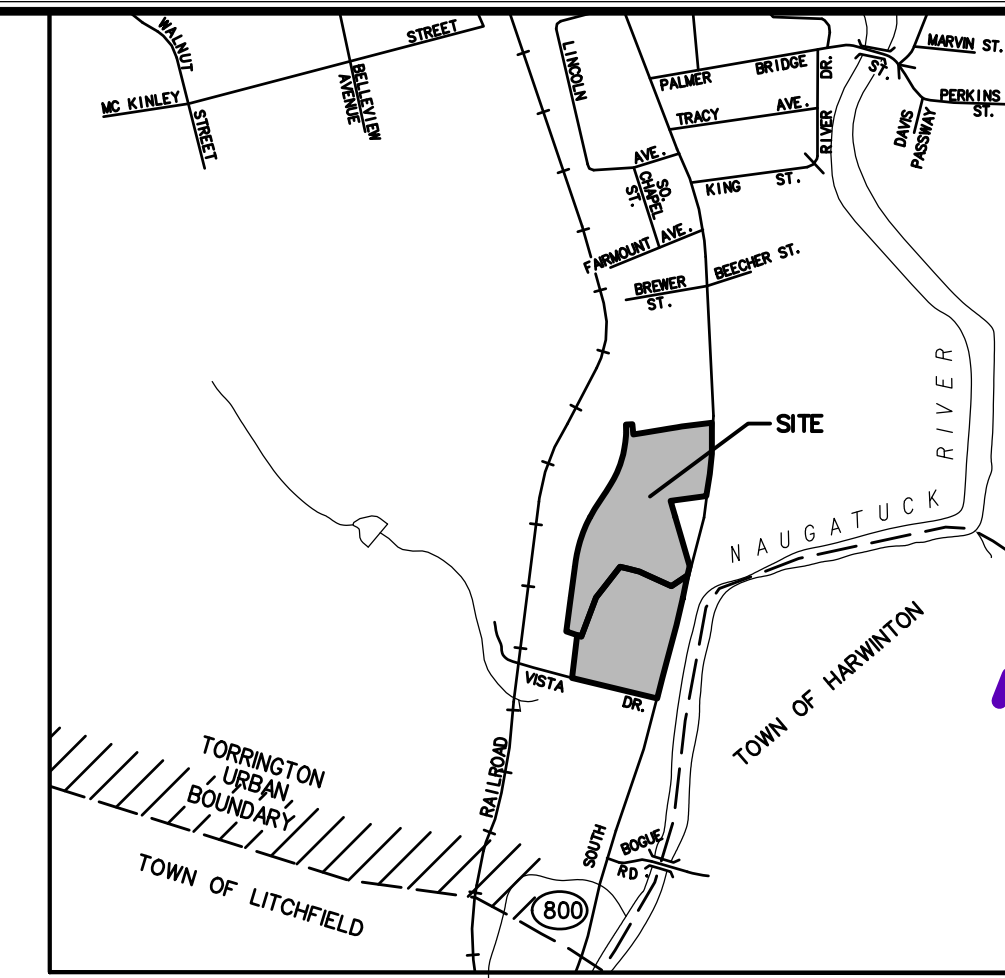 WALNUT
STREET
STREET
MC KINLEY
BELLEVIEW
AVENUE
LINCOLN
AVE.
SO.
CHAPEL
ST.
FAIRMOUNT AVE.
PALMER BRIDGE ST.
TRACY AVE.
RIVER DR.
KING ST.
MARVIN ST.
PERKINS
ST.
DAVIS
PASSWAY
BREWER
ST.
BEECHER ST.
SITE
NAUGATUCK RIVER
TOWN OF HARWINTON
VISTA DR.
RAILROAD
SOUTH
BOGUE
RD.
800
TORRINGTON
URBAN
BOUNDARY
TOWN OF LITCHFIELD